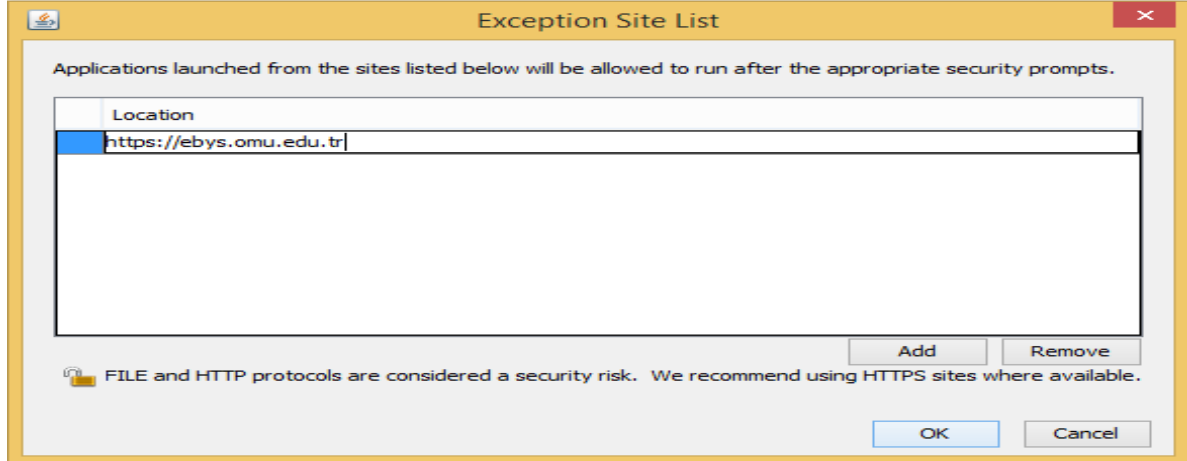 Exception Site List
Applications launched from the sites listed below will be allowed to run after the appropriate security prompts.
Location
https://ebys.omu.edu.tr
Add Remove
FILE and HTTP protocols are considered a security risk. We recommend using HTTPS sites where available.
OK Cancel